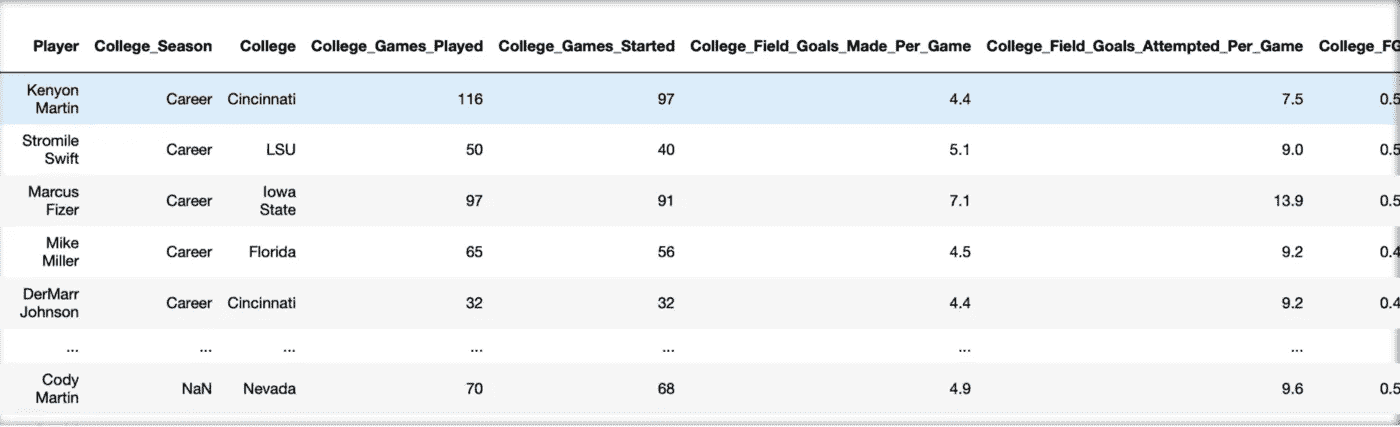 Player College_Season College College_Games_Played College_Games_Started College_Field_Goals_Made_Per_Game College_Field_Goals_Attempted_Per_Game College_FG
Kenyon Martin Career Cincinnati 116 97 4.4 7.5 0.5
Stromile Swift Career LSU 50 40 5.1 9.0 0.5
Marcus Fizer Career Iowa State 97 91 7.1 13.9 0.5
Mike Miller Career Florida 65 56 4.5 9.2 0.4
DerMarr Johnson Career Cincinnati 32 32 4.4 9.2 0.4
... ... ... ... ... ... ...
Cody Martin NaN Nevada 70 68 4.9 9.6 0.5